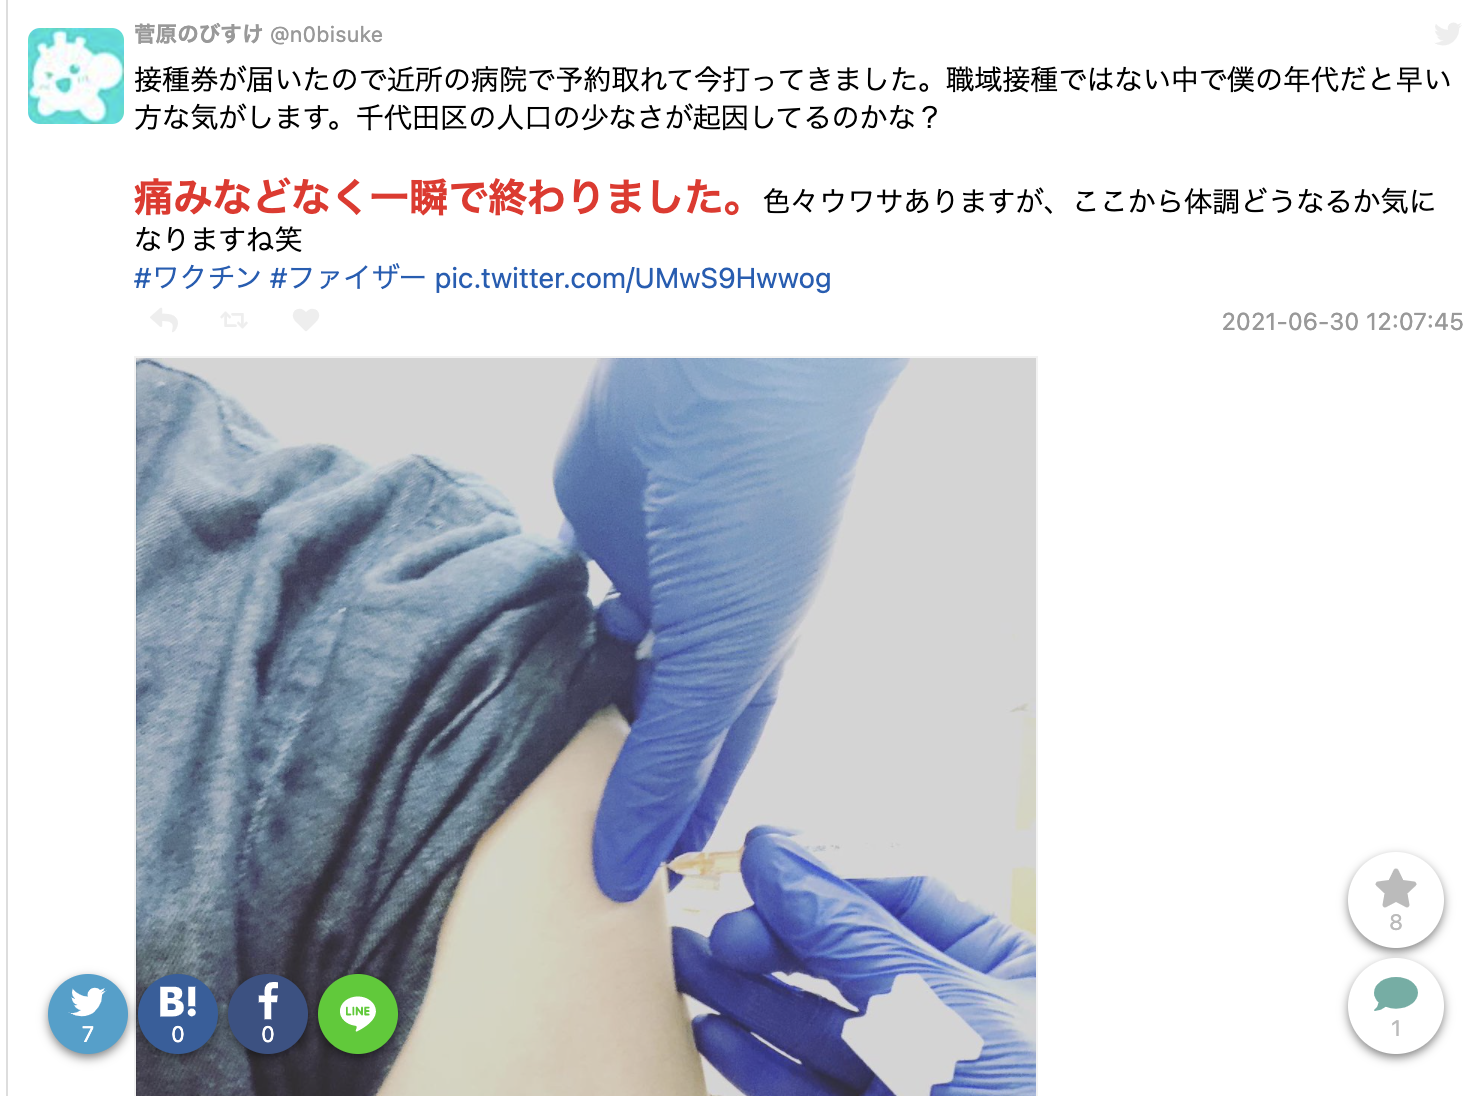 菅原のびすけ @n0bisuke
接種券が届いたので近所の病院で予約取れて今打ってきました。職域接種ではない中で僕の年代だと早い
方な気がします。千代田区の人口の少なさが起因してるのかな？
痛みなどなく一瞬で終わりました。色々ウワサありますが、ここから体調どうなるか気に
なりますね笑
#ワクチン #ファイザー pic.twitter.com/UMwS9Hwwog
2021-06-30 12:07:45
8
B!
LINE
7
0
0
1